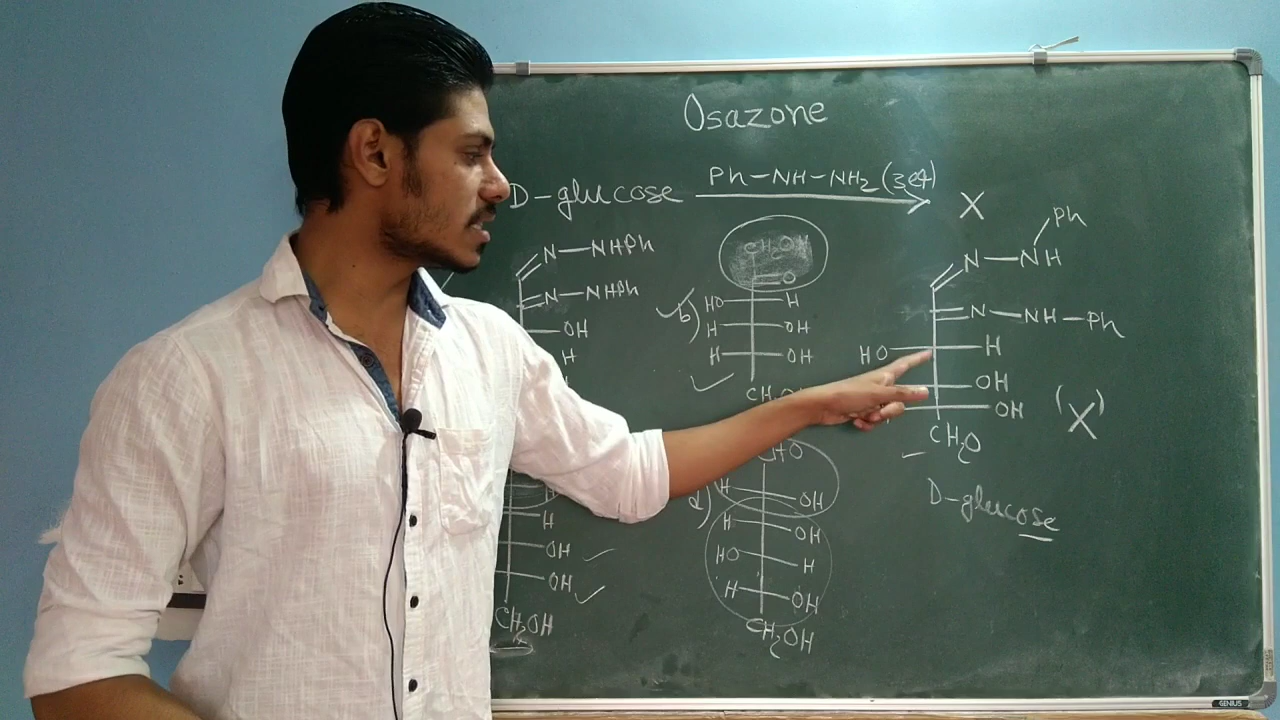 Osazone
D-glucose
Ph-NH-NH2 (3eq)
X
N-NHPh
N-NHPh
OH
H
H
OH
OH
CH2OH
b)
CH2OH
O
HO
H
H
OH
H
OH
d)
CHO
H
OH
H
OH
HO
H
H
OH
CH2OH
Ph
N-NH
N-NH-Ph
HO
H
OH
OH
CH2O
(X)
D-glucose
GENIUS